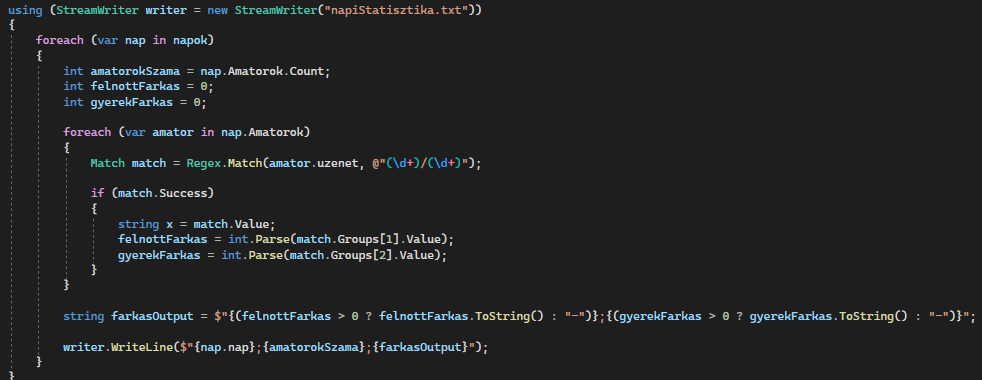 using (StreamWriter writer = new StreamWriter("napiStatisztika.txt"))
{
    foreach (var nap in napok)
    {
        int amatorokSzama = nap.Amatorok.Count;
        int felnottFarkas = 0;
        int gyerekFarkas = 0;

        foreach (var amator in nap.Amatorok)
        {
            Match match = Regex.Match(amator.uzenet, @"(\d+)/(\d+)");

            if (match.Success)
            {
                string x = match.Value;
                felnottFarkas = int.Parse(match.Groups[1].Value);
                gyerekFarkas = int.Parse(match.Groups[2].Value);
            }
        }

        string farkasOutput = $"{(felnottFarkas > 0 ? felnottFarkas.ToString() : "-")};{(gyerekFarkas > 0 ? gyerekFarkas.ToString() : "-")}";

        writer.WriteLine($"{nap.nap};{amatorokSzama};{farkasOutput}");
    }
}